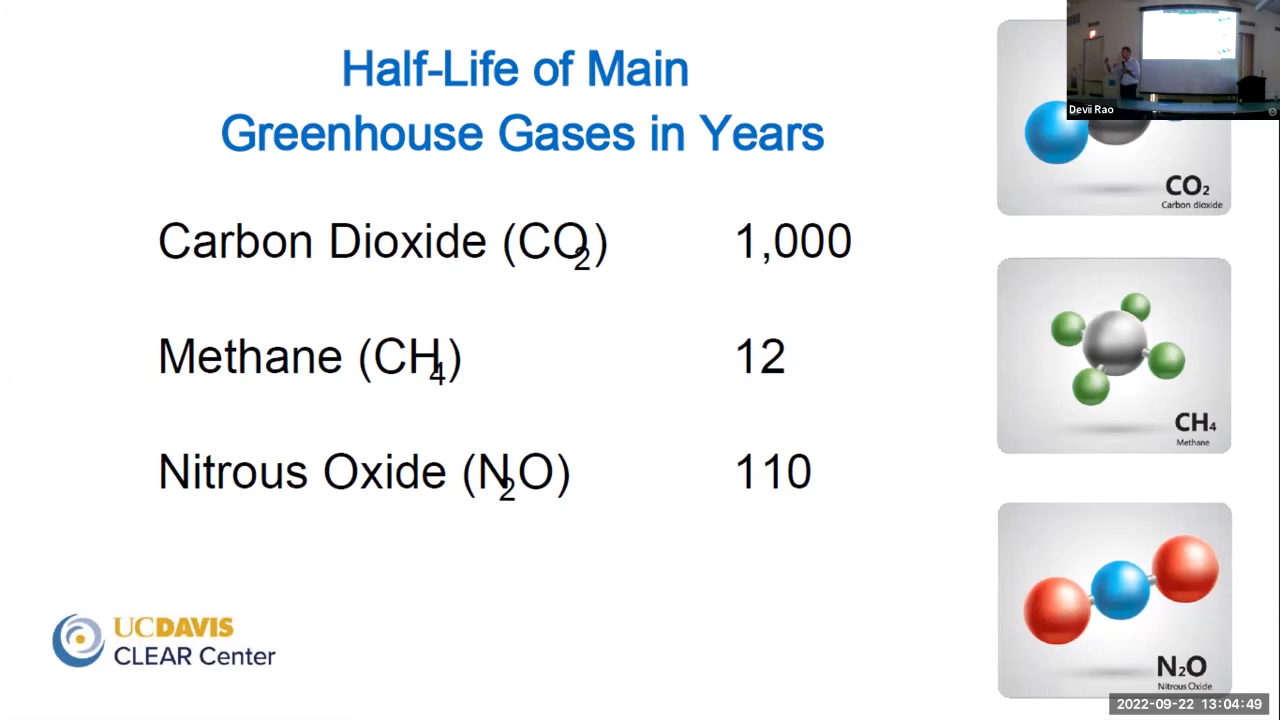 Half-Life of Main
Greenhouse Gases in Years
Carbon Dioxide (CO2) 1,000
Methane (CH4) 12
Nitrous Oxide (N2O) 110
UCDAVIS
CLEAR Center
Devii Rao
CO2
Carbon dioxide
CH4
Methane
N2O
Nitrous Oxide
2022-09-22 13:04:49